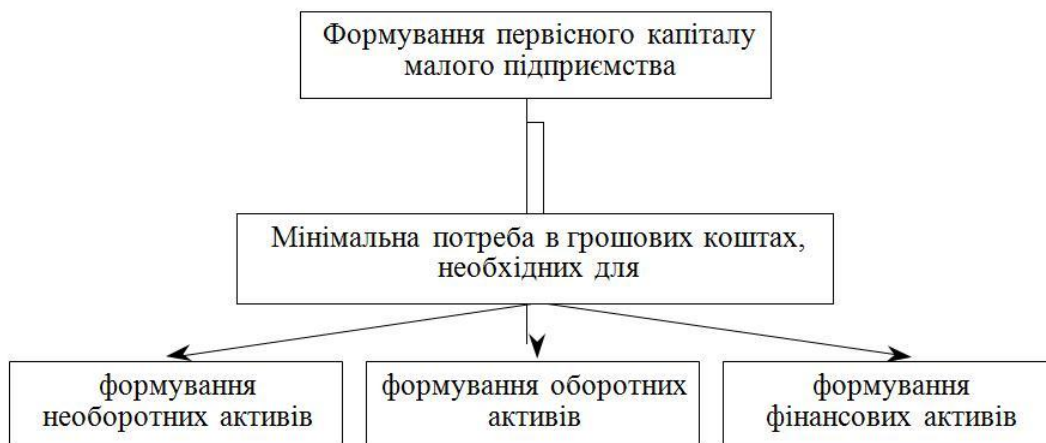 Формування первісного капіталу
малого підприємства
Мінімальна потреба в грошових коштах,
необхідних для
формування
необоротних активів
формування оборотних
активів
формування
фінансових активів